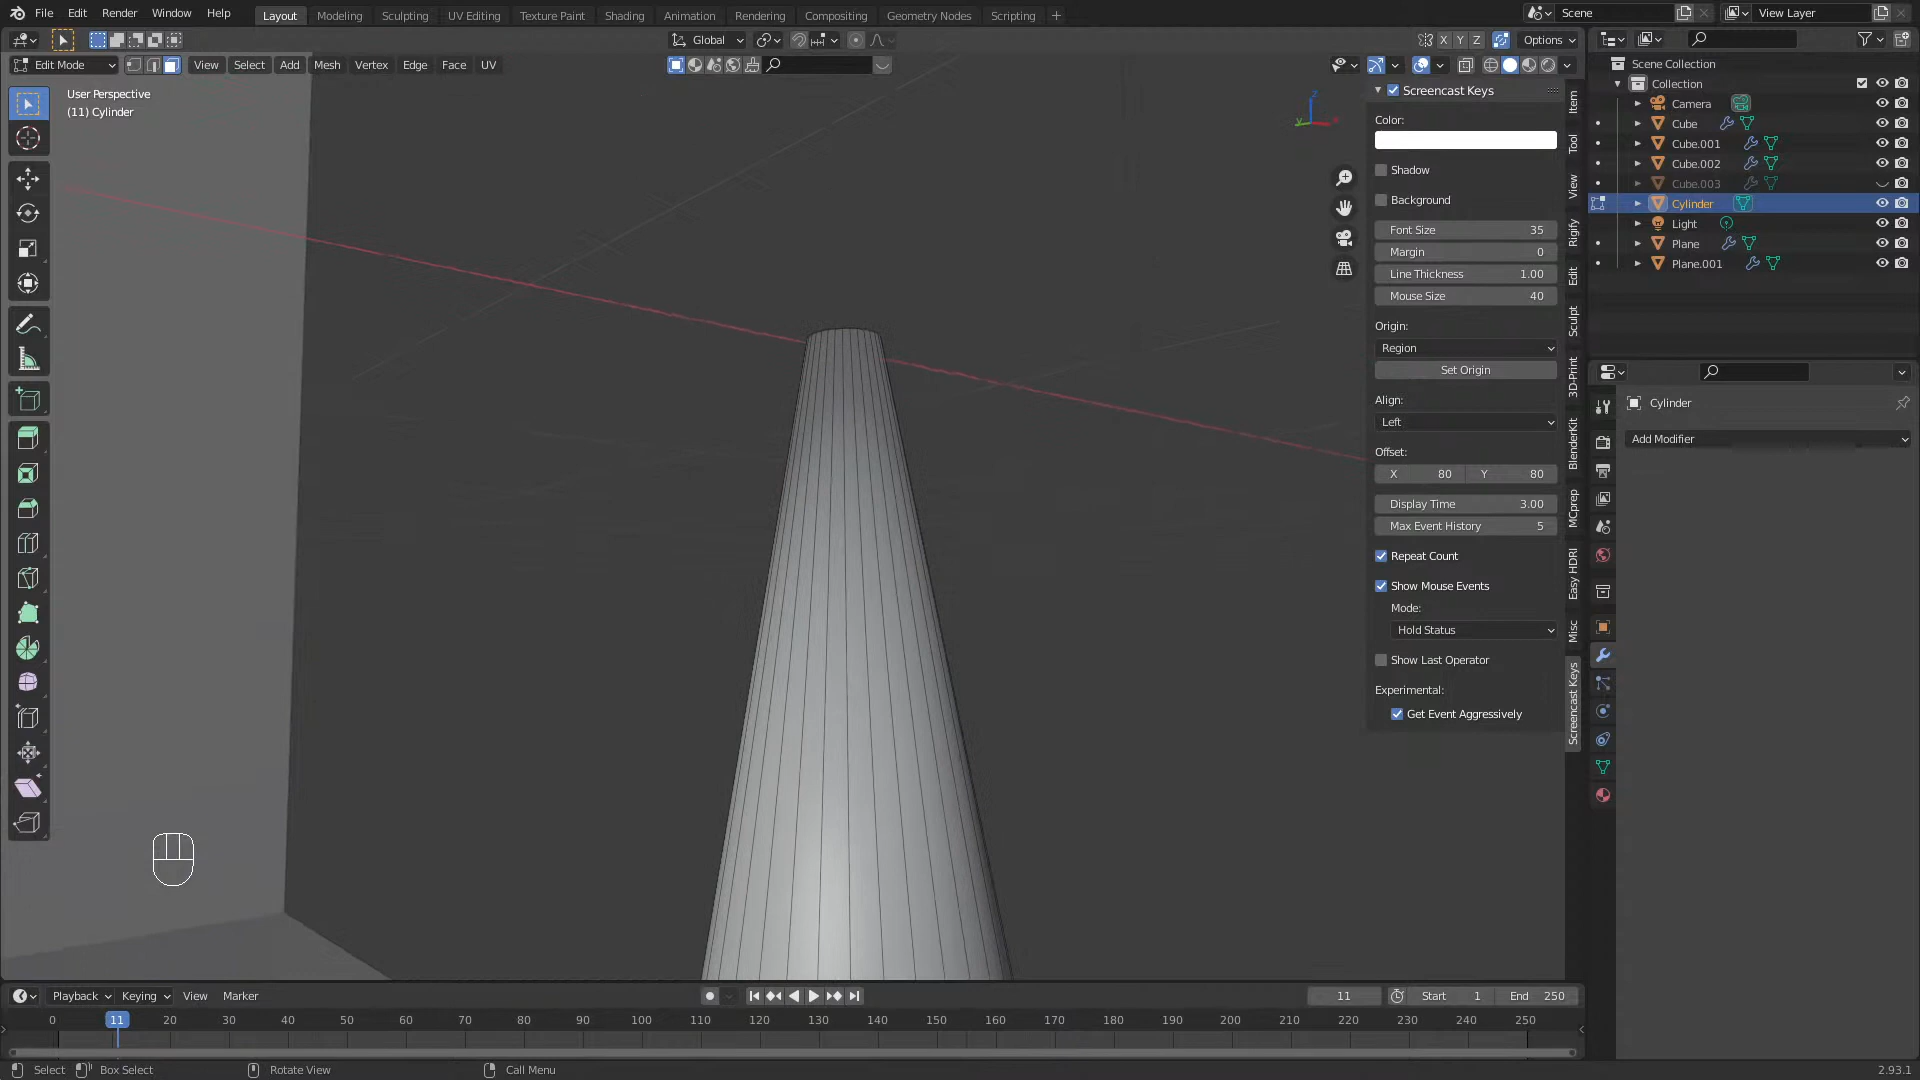 File Edit Render Window Help
Layout Modeling Sculpting UV Editing Texture Paint Shading Animation Rendering Compositing Geometry Nodes Scripting +
Scene View Layer
Global X Y Z Options
Edit Mode View Select Add Mesh Vertex Edge Face UV
User Perspective
(11) Cylinder
Z
Y
X
Screencast Keys
Color:
Shadow
Background
Font Size 35
Margin 0
Line Thickness 1.00
Mouse Size 40
Origin:
Region
Set Origin
Align:
Left
Offset:
X 80 Y 80
Display Time 3.00
Max Event History 5
Repeat Count
Show Mouse Events
Mode:
Hold Status
Show Last Operator
Experimental:
Get Event Aggressively
Item
Tool
View
Rigify
Edit
Sculpt
3D-Print
BlenderKit
MCprep
Easy HDRI
Misc
Screencast Keys
Scene Collection
Collection
Camera
Cube
Cube.001
Cube.002
Cube.003
Cylinder
Light
Plane
Plane.001
Cylinder
Add Modifier
Playback Keying View Marker
11 Start 1 End 250
0 11 20 30 40 50 60 70 80 90 100 110 120 130 140 150 160 170 180 190 200 210 220 230 240 250
Select Box Select Rotate View Call Menu 2.93.1